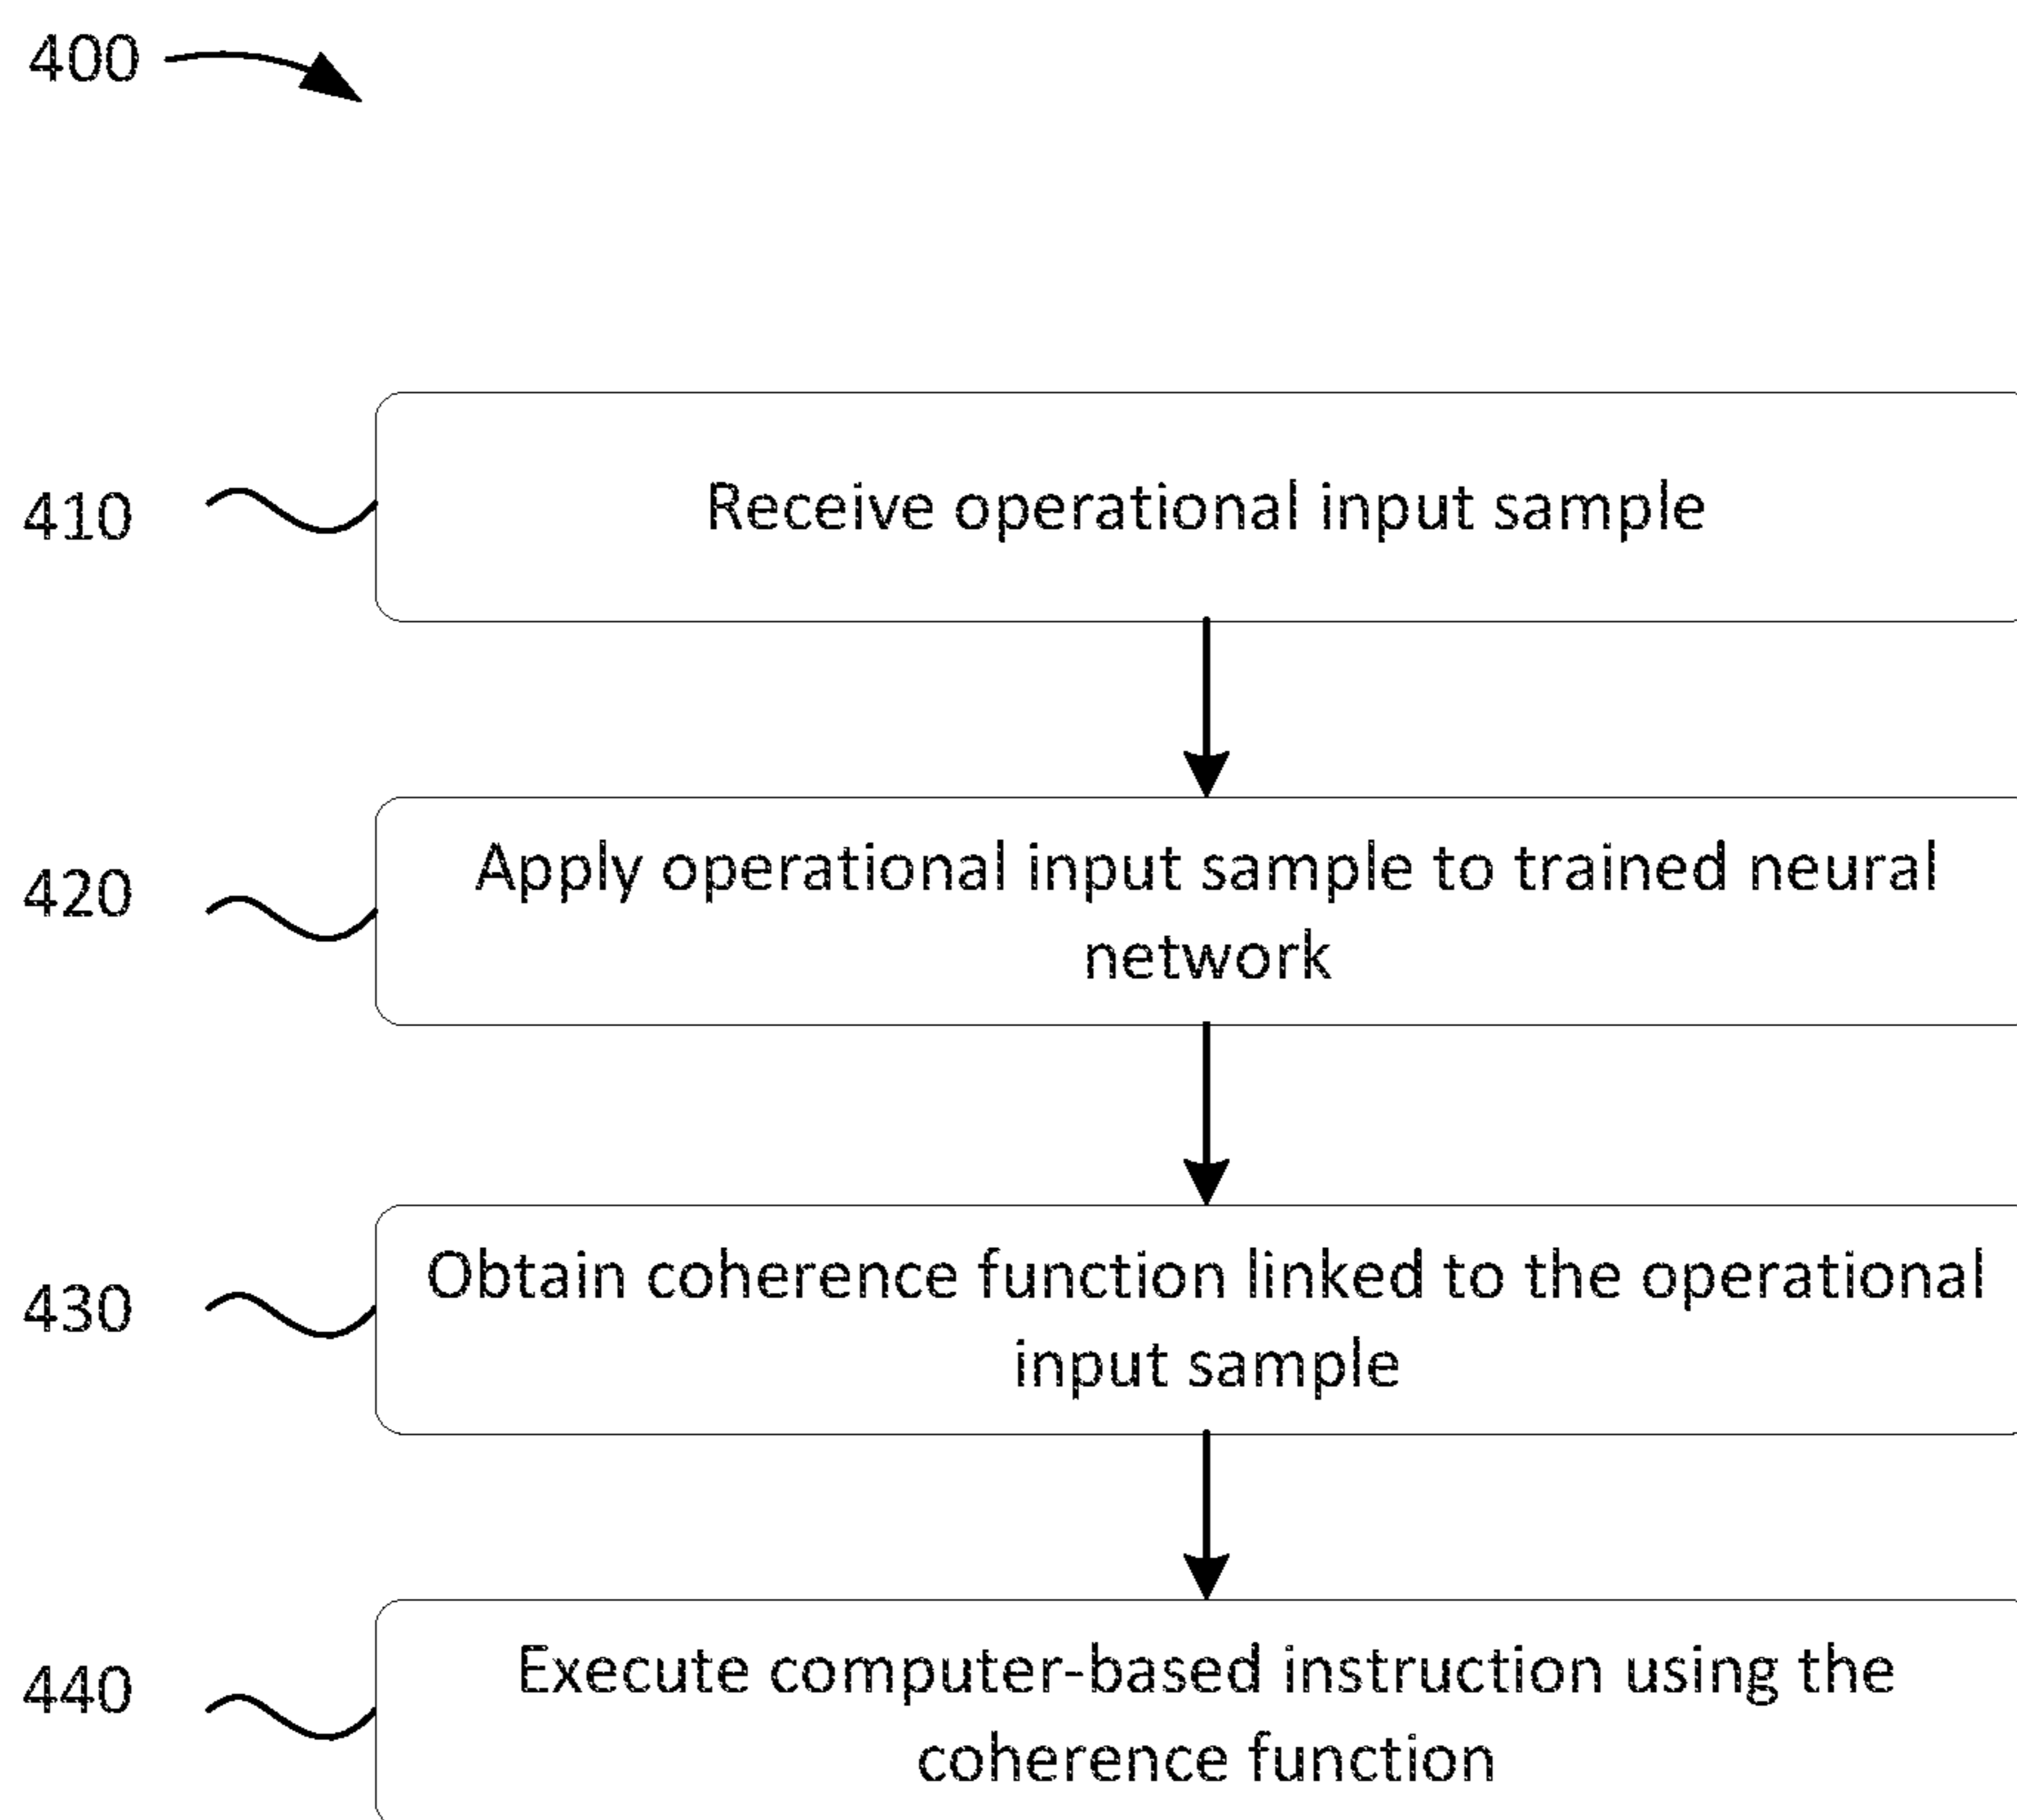 400
410
Receive operational input sample
420
Apply operational input sample to trained neural
network
430
Obtain coherence function linked to the operational
input sample
440
Execute computer-based instruction using the
coherence function